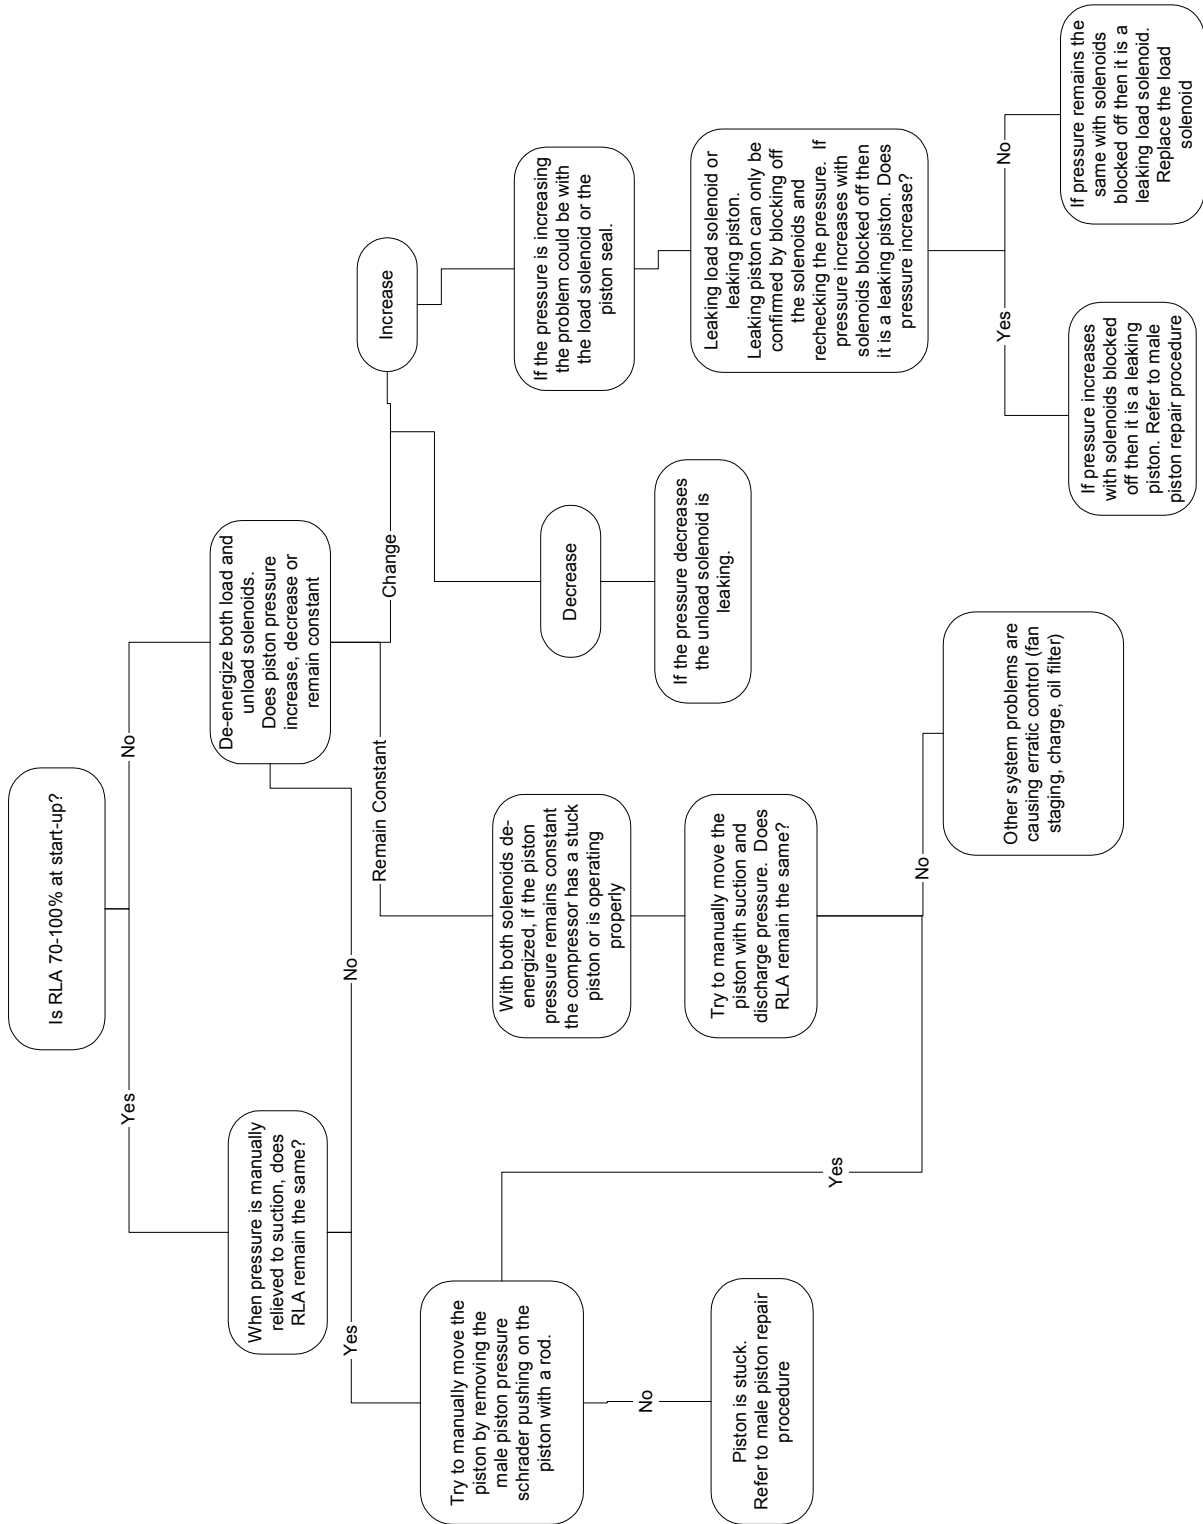 Is RLA 70-100% at start-up?
Yes
No
When pressure is manually
relieved to suction, does
RLA remain the same?
De-energize both load and
unload solenoids.
Does piston pressure
increase, decrease or
remain constant
Yes
No
Remain Constant
Change
Increase
Try to manually move the
piston by removing the
male piston pressure
schrader pushing on the
piston with a rod.
With both solenoids de-
energized, if the piston
pressure remains constant
the compressor has a stuck
piston or is operating
properly
Decrease
If the pressure is increasing
the problem could be with
the load solenoid or the
piston seal.
No
Yes
Try to manually move the
piston with suction and
discharge pressure.  Does
RLA remain the same?
If the pressure decreases
the unload solenoid is
leaking.
Leaking load solenoid or
leaking piston.
Leaking piston can only be
confirmed by blocking off
the solenoids and
rechecking the pressure.  If
pressure increases with
solenoids blocked off then
it is a leaking piston. Does
pressure increase?
Piston is stuck.
Refer to male piston repair
procedure
No
Other system problems are
causing erratic control (fan
staging, charge, oil filter)
Yes
No
If pressure increases
with solenoids blocked
off then it is a leaking
piston. Refer to male
piston repair procedure
If pressure remains the
same with solenoids
blocked off then it is a
leaking load solenoid.
Replace the load
solenoid